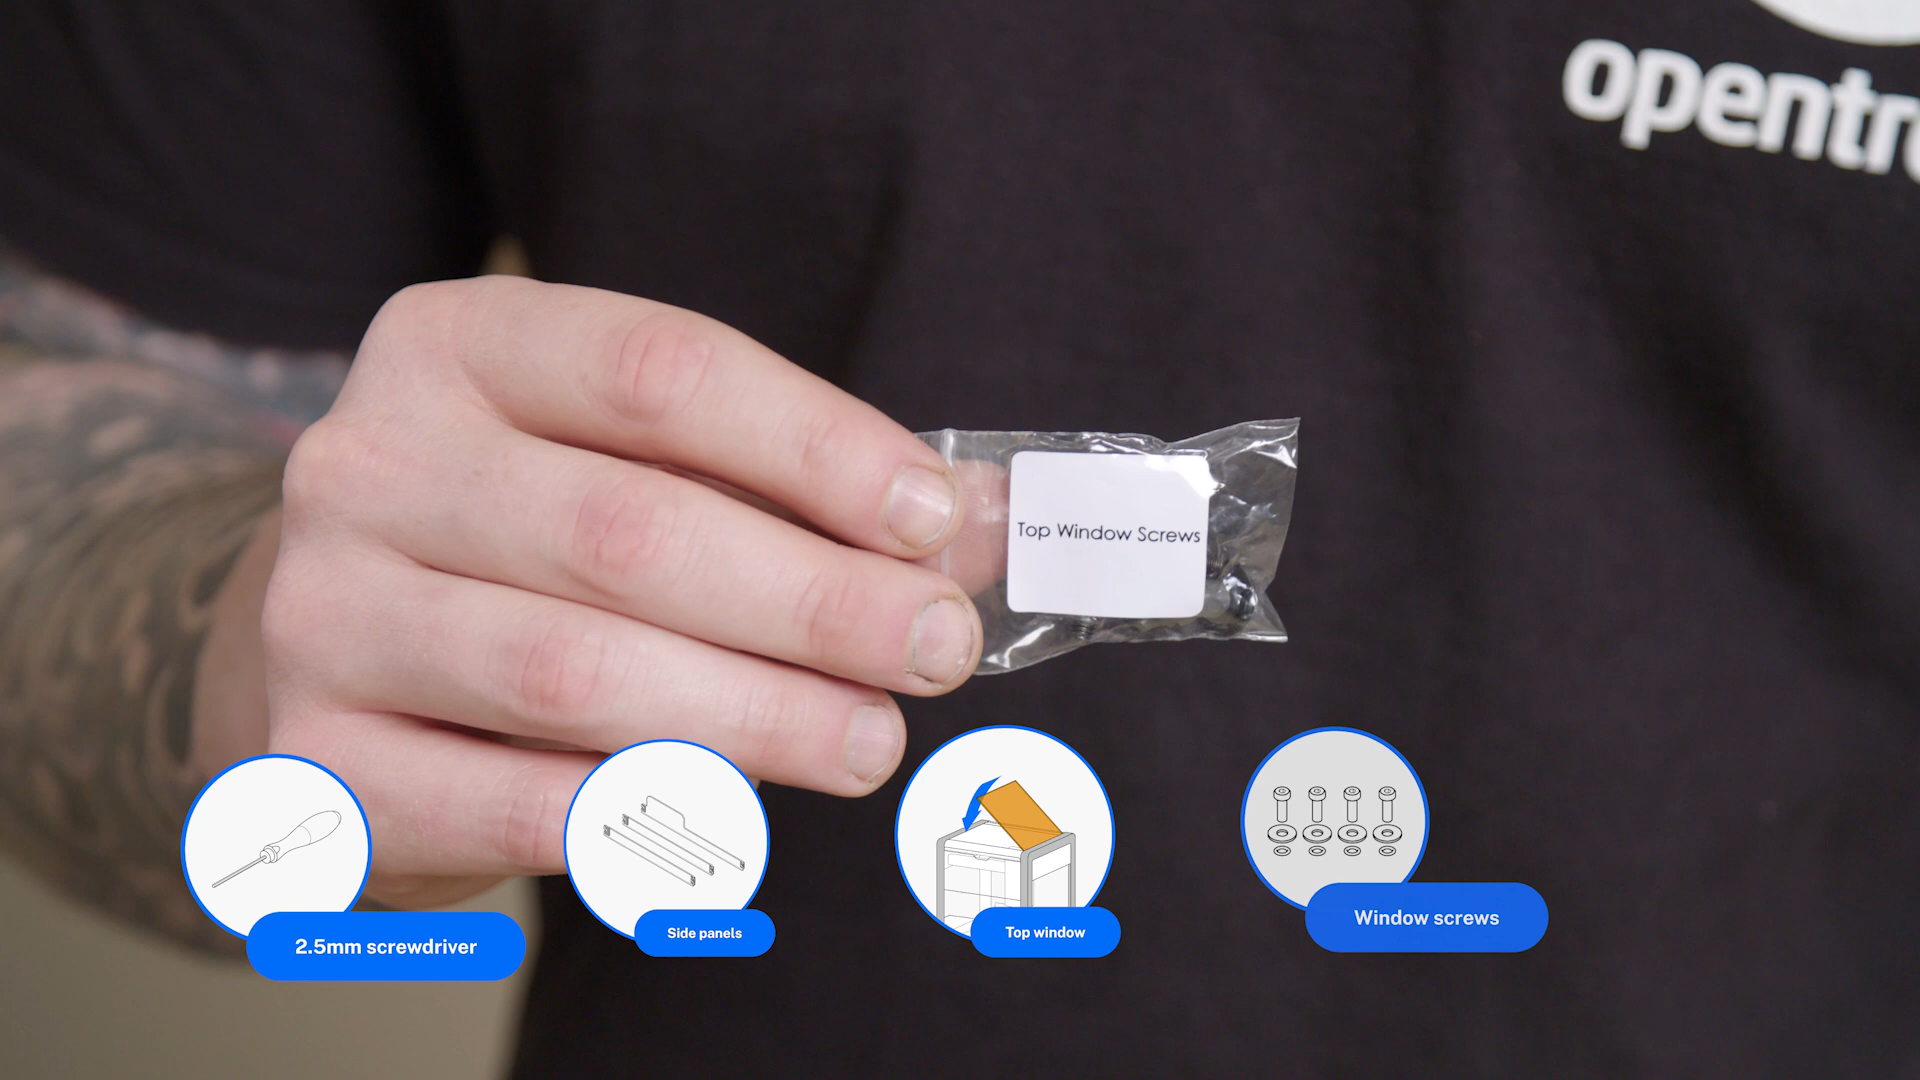 opentr
Top Window Screws
2.5mm screwdriver
Side panels
Top window
Window screws